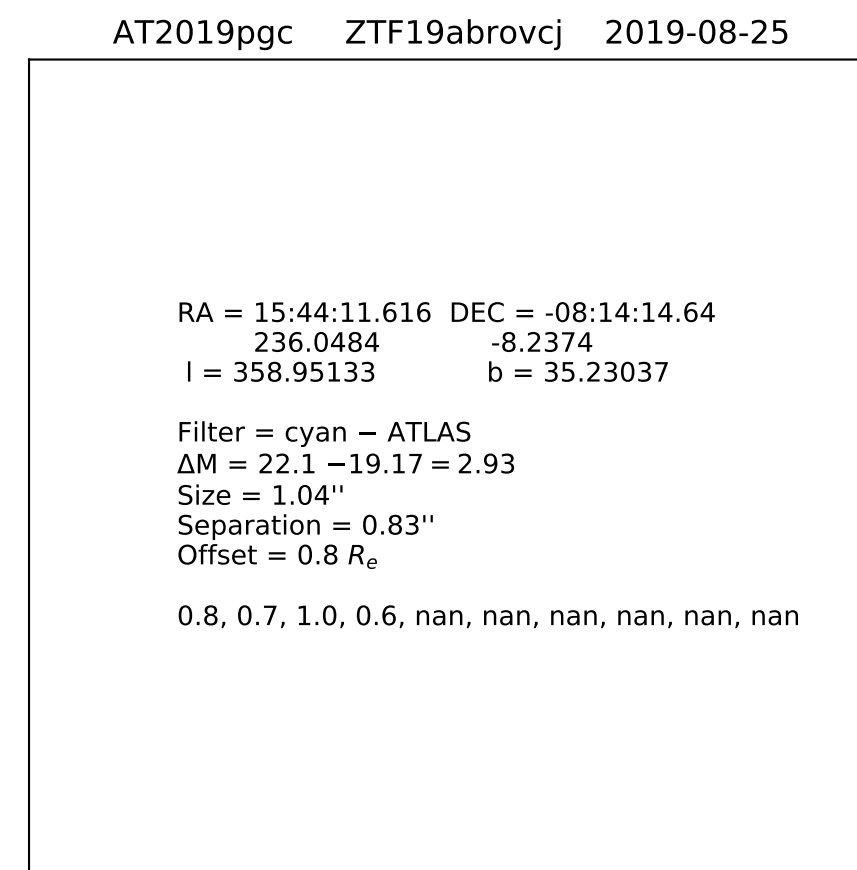 AT2019pgc ZTF19abrovcj 2019-08-25
RA = 15:44:11.616 DEC = -08:14:14.64
236.0484 -8.2374
l = 358.95133 b = 35.23037
Filter = cyan − ATLAS
ΔM = 22.1 −19.17 = 2.93
Size = 1.04''
Separation = 0.83''
Offset = 0.8 Re
0.8, 0.7, 1.0, 0.6, nan, nan, nan, nan, nan, nan